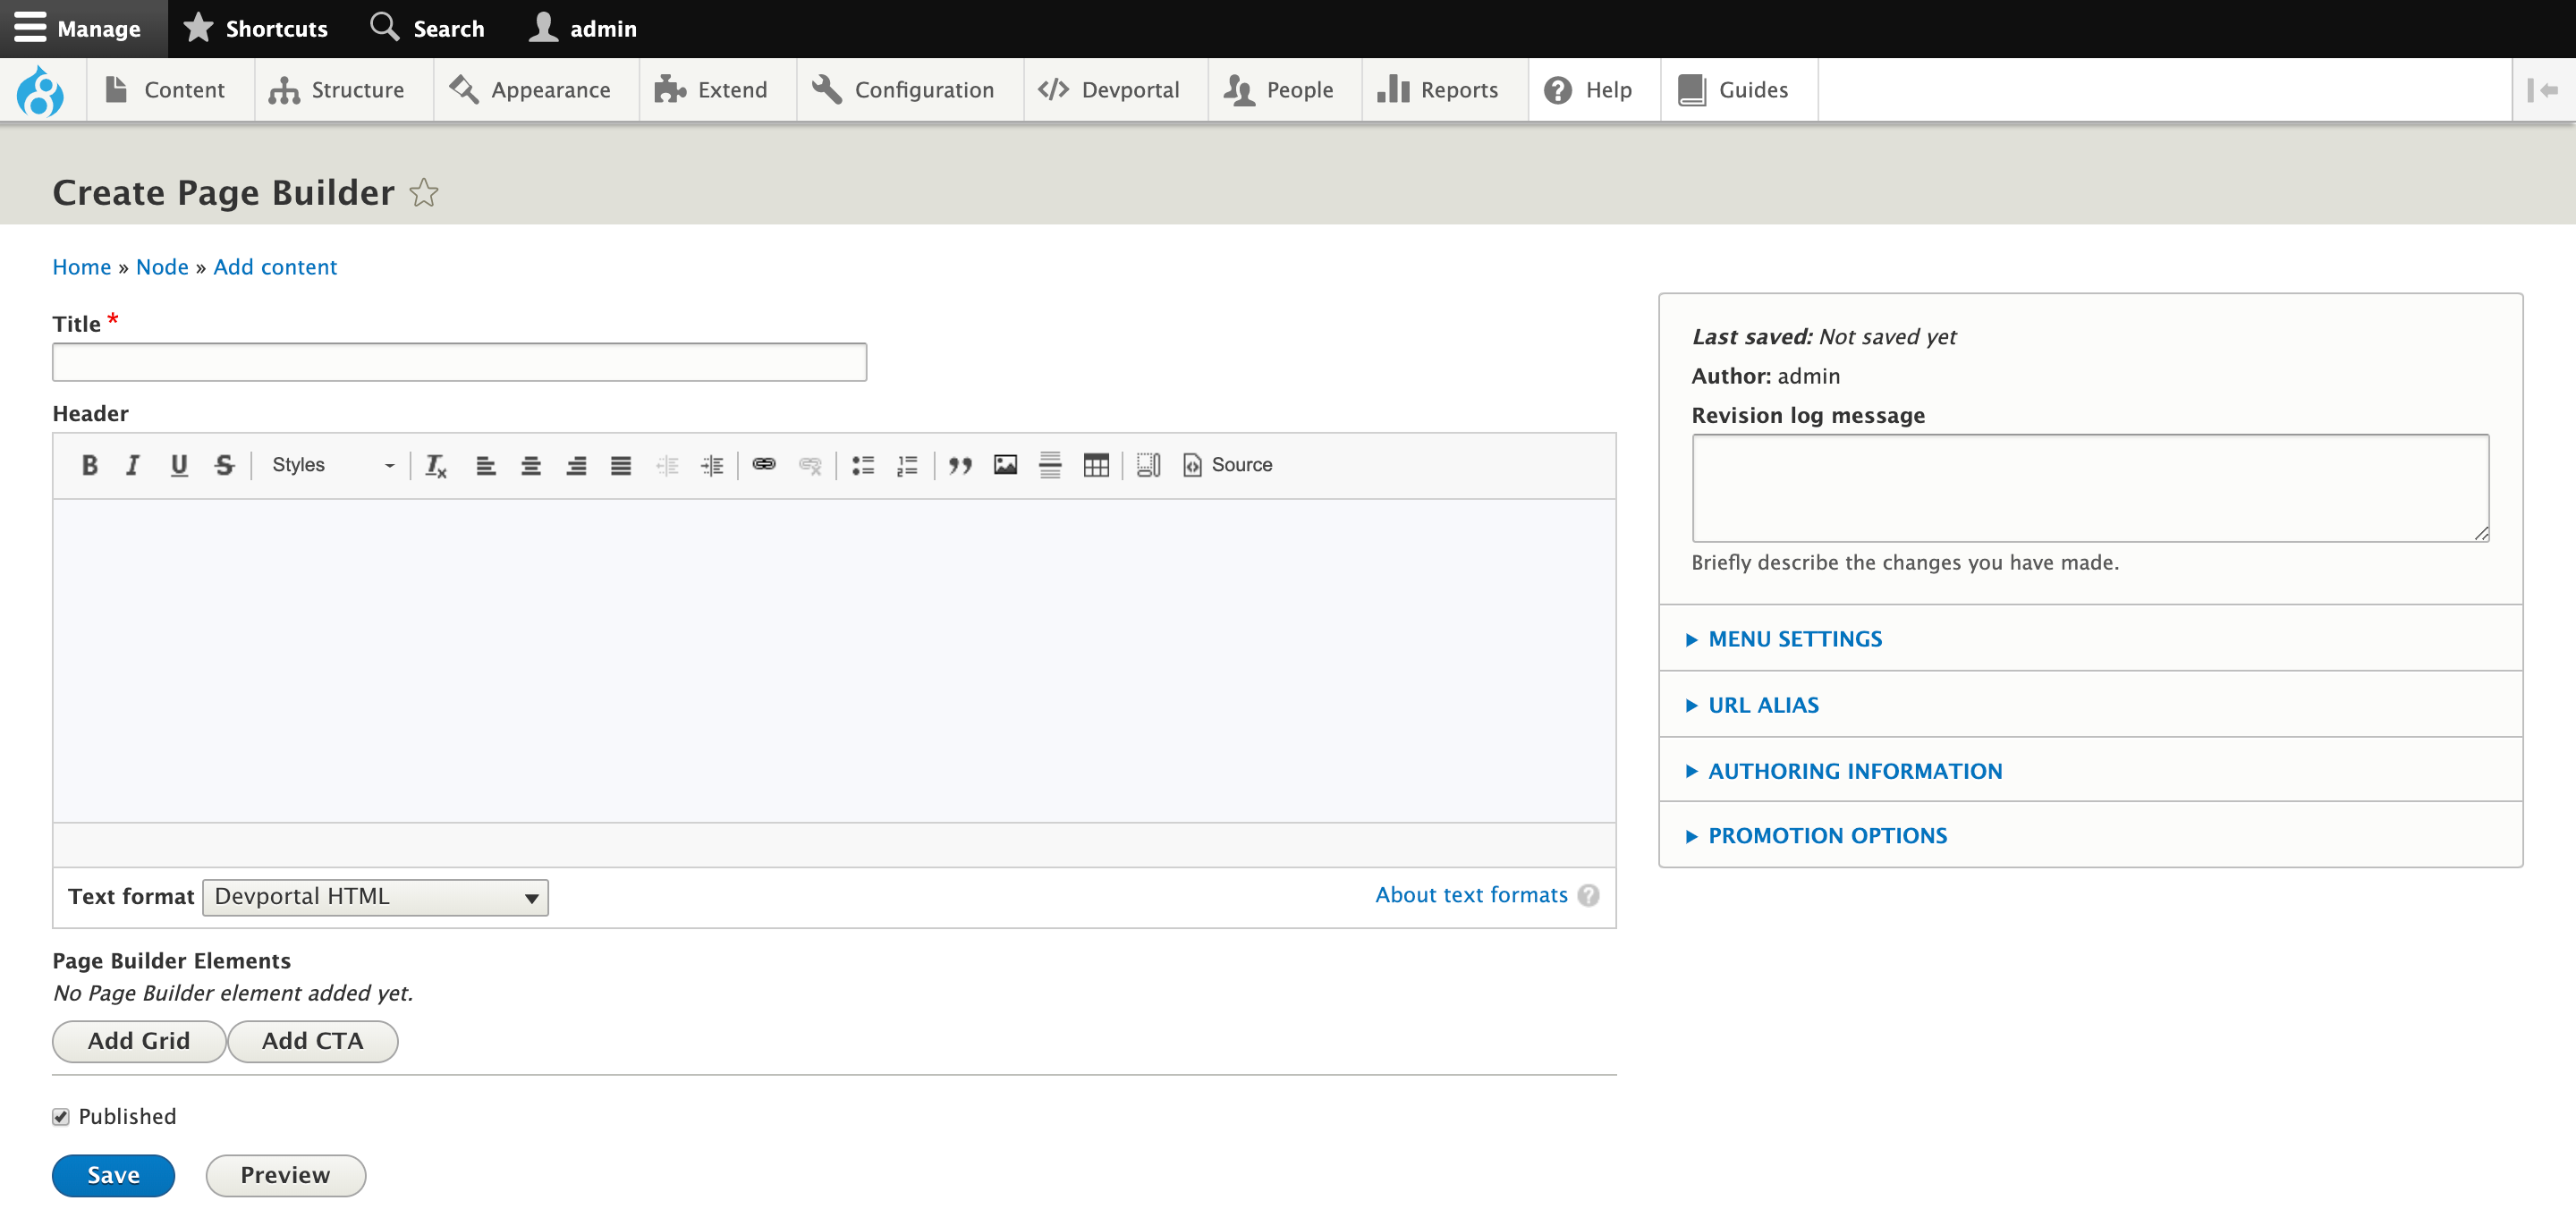 Manage Shortcuts Search admin
Content Structure Appearance Extend Configuration Devportal People Reports Help Guides
Create Page Builder
Home » Node » Add content
Title *
Header
B I U S Styles Source
Text format Devportal HTML About text formats ?
Page Builder Elements
No Page Builder element added yet.
Add Grid Add CTA
Published
Save Preview
Last saved: Not saved yet
Author: admin
Revision log message
Briefly describe the changes you have made.
MENU SETTINGS
URL ALIAS
AUTHORING INFORMATION
PROMOTION OPTIONS